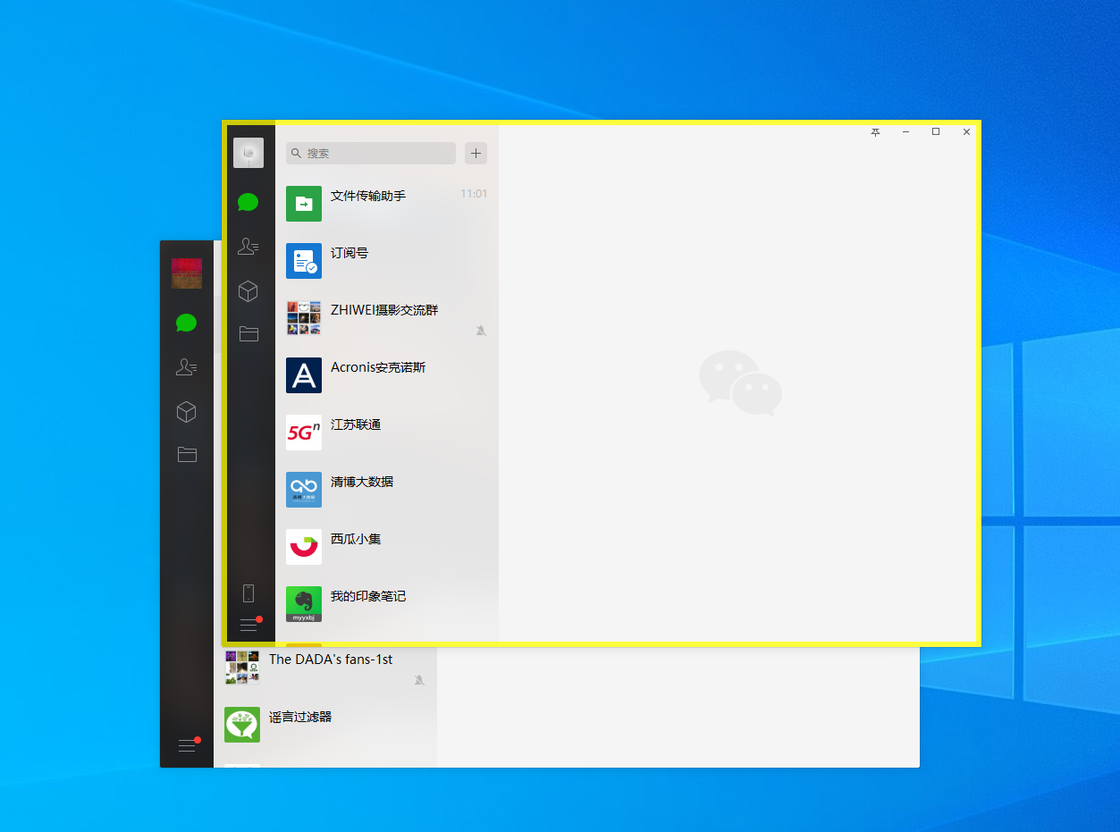 搜索
文件传输助手 11:01
订阅号
ZHIWEI摄影交流群
Acronis安克诺斯
5Gⁿ 江苏联通
清博大数据
西瓜小集
我的印象笔记
myyxbj
The DADA's fans-1st
谣言过滤器